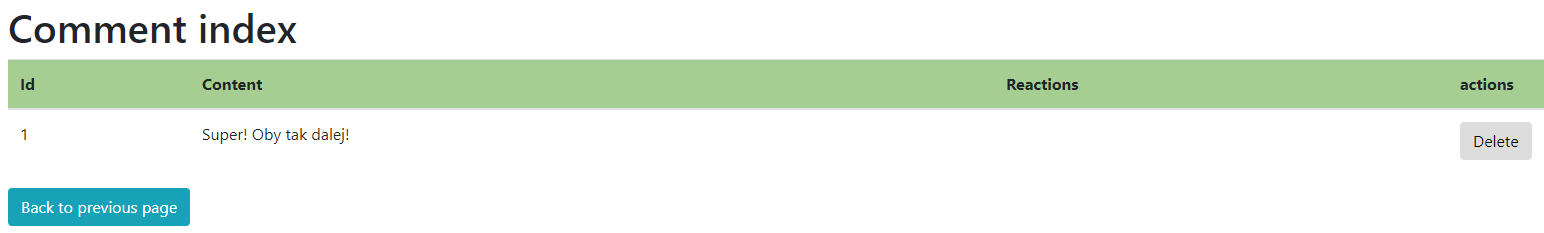 Comment index
Id Content Reactions actions
1 Super! Oby tak dalej! Delete
Back to previous page